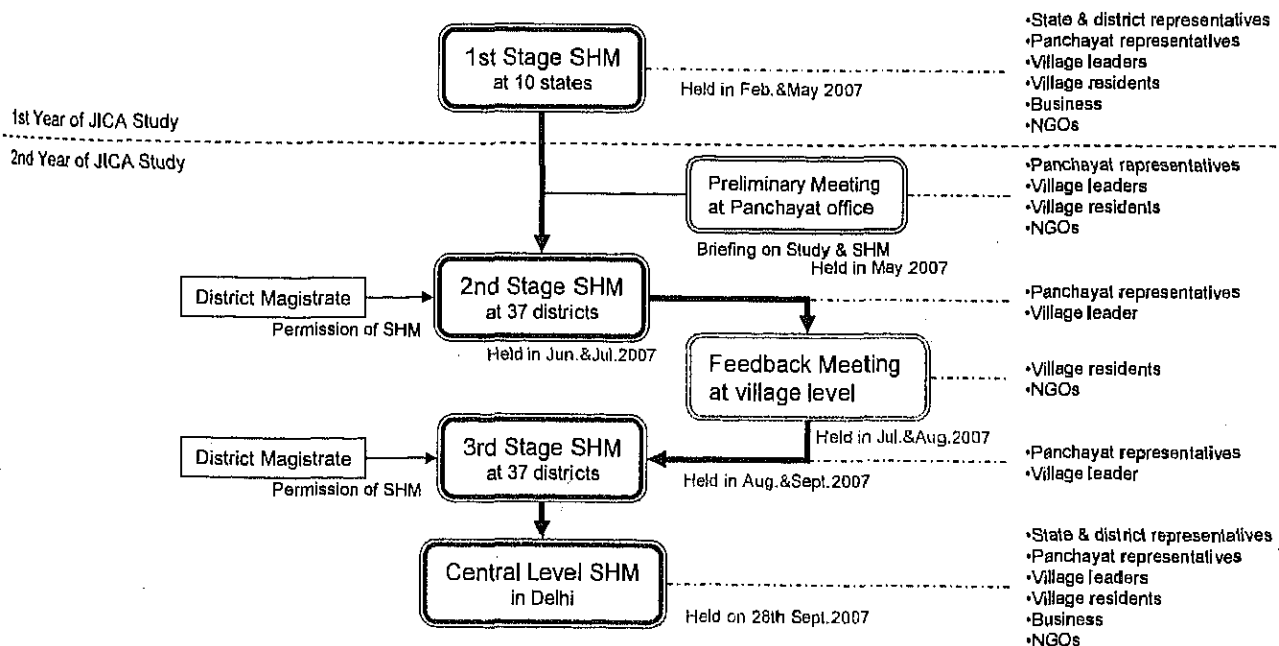 1st Stage SHM
at 10 states
Held in Feb.&May 2007
•State & district representatives
•Panchayat representatives
•Village leaders
•Village residents
•Business
•NGOs
1st Year of JICA Study
2nd Year of JICA Study
Preliminary Meeting
at Panchayat office
Briefing on Study & SHM
Held in May 2007
•Panchayat representatives
•Village leaders
•Village residents
•NGOs
District Magistrate
Permission of SHM
2nd Stage SHM
at 37 districts
Held in Jun.&Jul.2007
•Panchayat representatives
•Village leader
Feedback Meeting
at village level
Held in Jul.&Aug.2007
•Village residents
•NGOs
District Magistrate
Permission of SHM
3rd Stage SHM
at 37 districts
Held in Aug.&Sept.2007
•Panchayat representatives
•Village leader
Central Level SHM
in Delhi
Held on 28th Sept.2007
•State & district representatives
•Panchayat representatives
•Village leaders
•Village residents
•Business
•NGOs